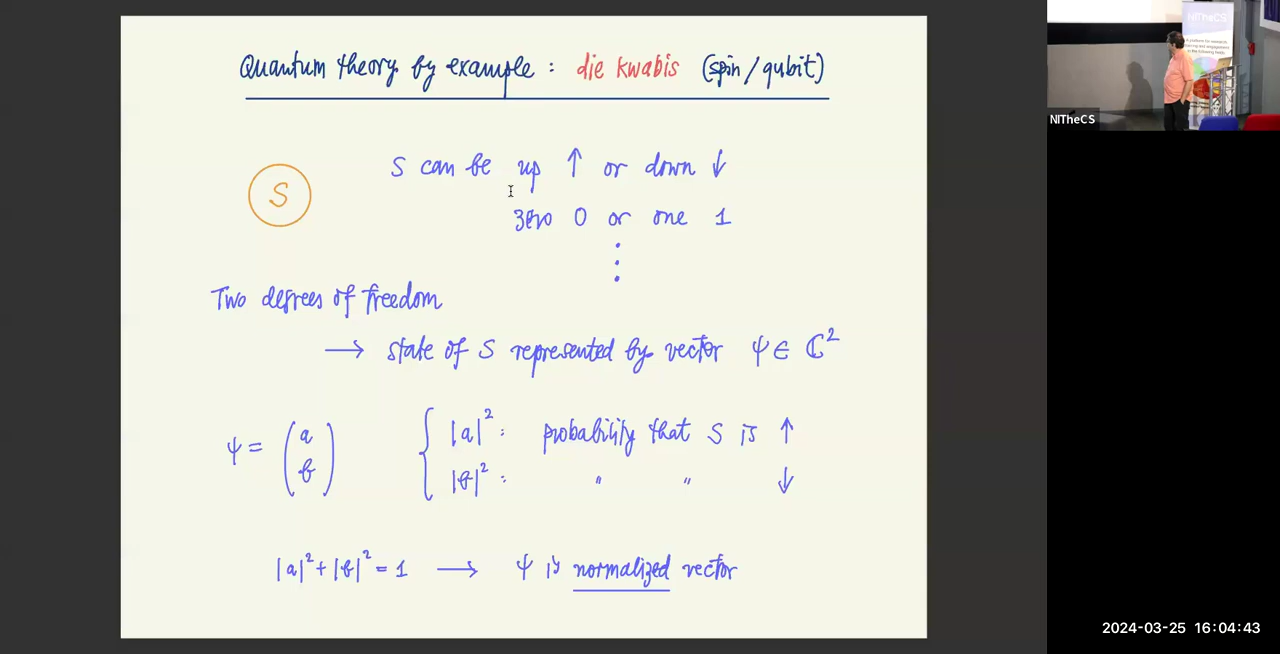 Quantum theory by example : die kwabis (spin/qubit)
S
S can be up ↑ or down ↓
zero 0 or one 1
⋮
Two degrees of freedom
→ state of S represented by vector ψ ∈ ℂ²
ψ = (a b) { |a|² : probability that S is ↑
|b|² : " " ↓
|a|² + |b|² = 1 → ψ is normalized vector
NITheCS
NITheCS
2024-03-25 16:04:43